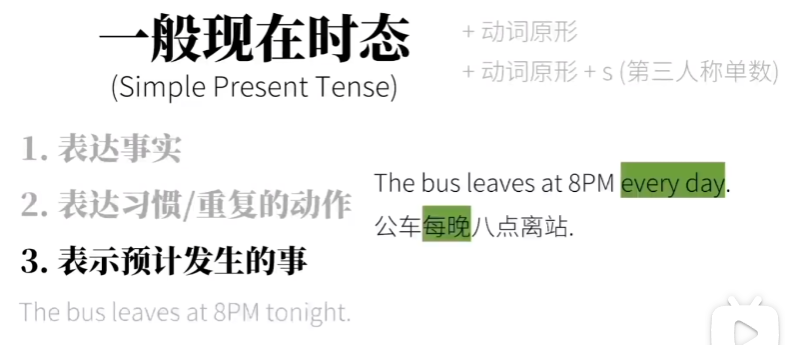 一般现在时态
(Simple Present Tense)
+ 动词原形
+ 动词原形 + s (第三人称单数)
1. 表达事实
2. 表达习惯/重复的动作
3. 表示预计发生的事
The bus leaves at 8PM tonight.
The bus leaves at 8PM every day.
公车每晚八点离站.